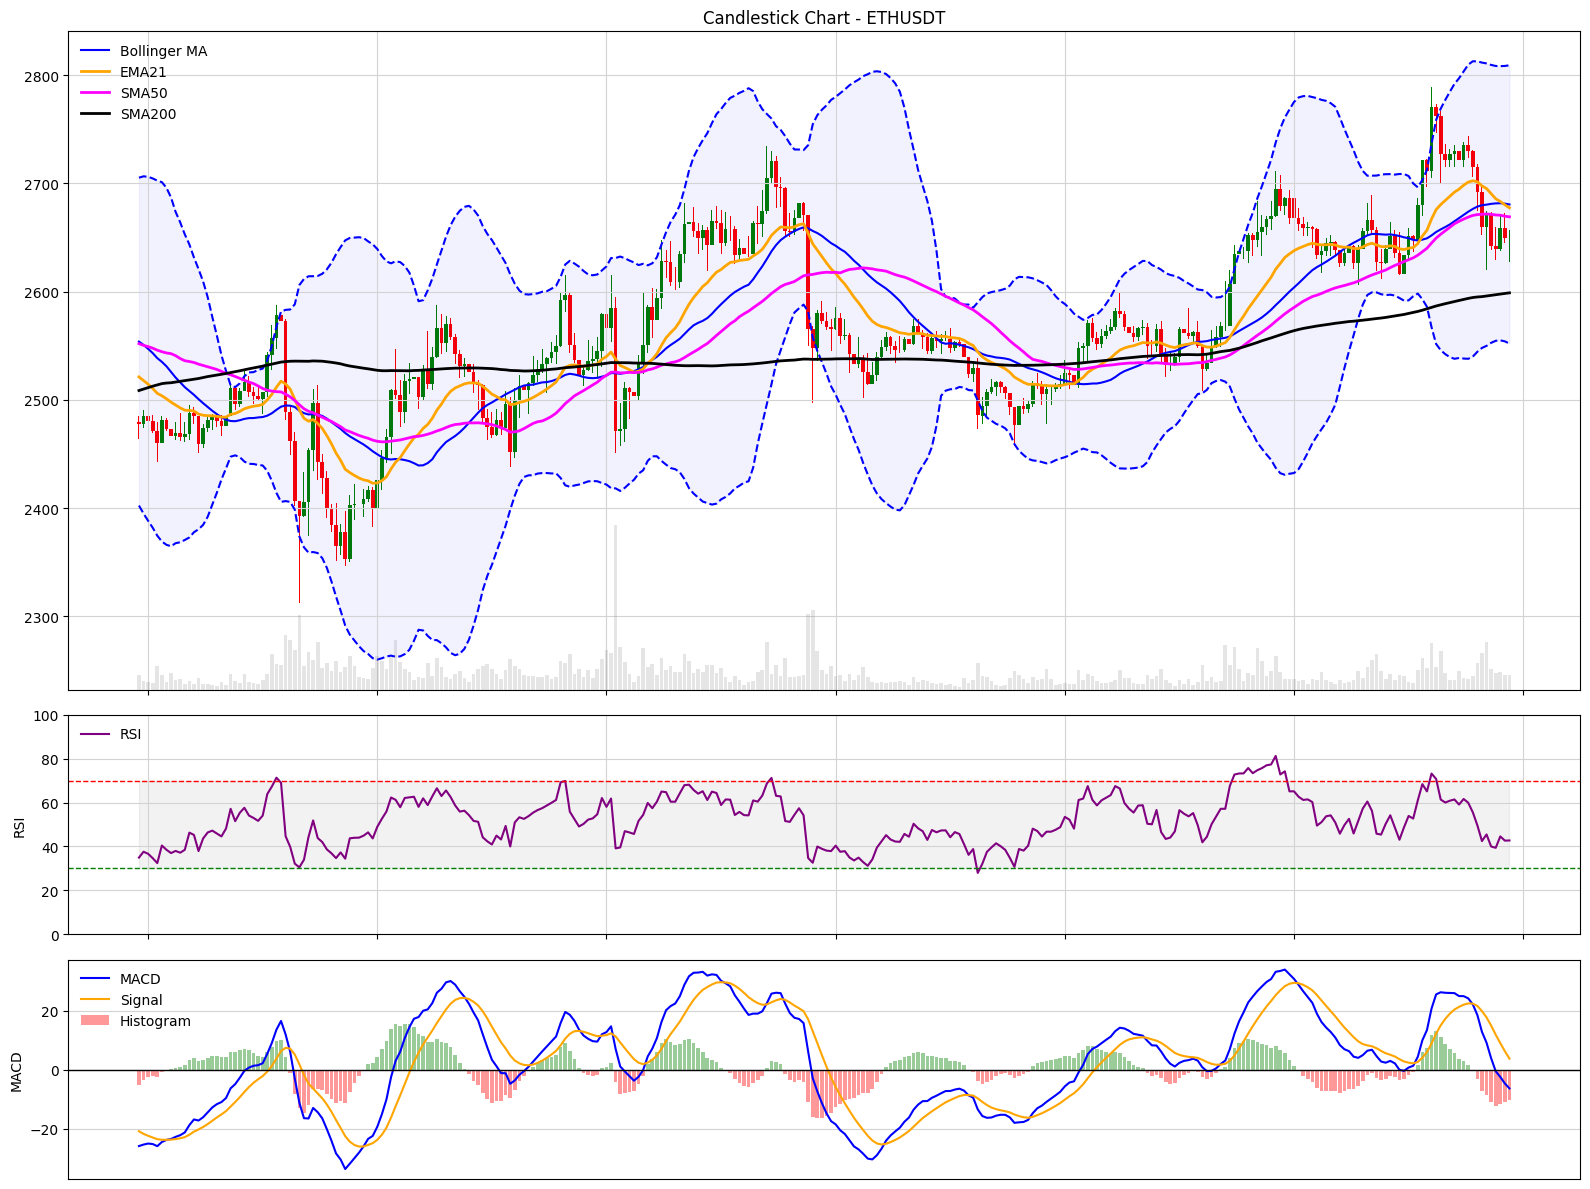 Candlestick Chart - ETHUSDT
Bollinger MA
EMA21
SMA50
SMA200
2800
2700
2600
2500
2400
2300
RSI
100
80
60
40
20
0
RSI
MACD
Signal
Histogram
20
0
−20
MACD